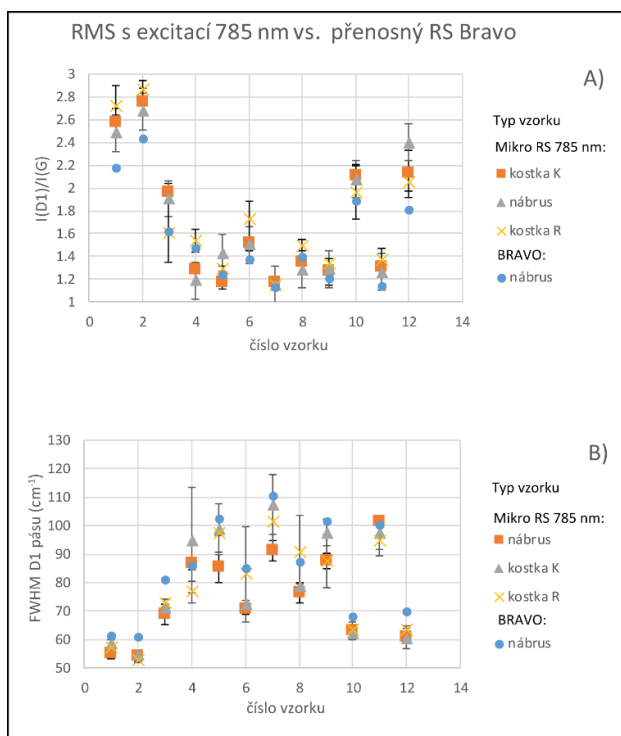 RMS s excitací 785 nm vs. přenosný RS Bravo
A)
I(D1)/I(G)
3
2.8
2.6
2.4
2.2
2
1.8
1.6
1.4
1.2
1
0 2 4 6 8 10 12 14
číslo vzorku
Typ vzorku
Mikro RS 785 nm:
kostka K
nábrus
kostka R
BRAVO:
nábrus
B)
FWHM D1 pásu (cm⁻¹)
130
120
110
100
90
80
70
60
50
0 2 4 6 8 10 12 14
číslo vzorku
Typ vzorku
Mikro RS 785 nm:
nábrus
kostka K
kostka R
BRAVO:
nábrus